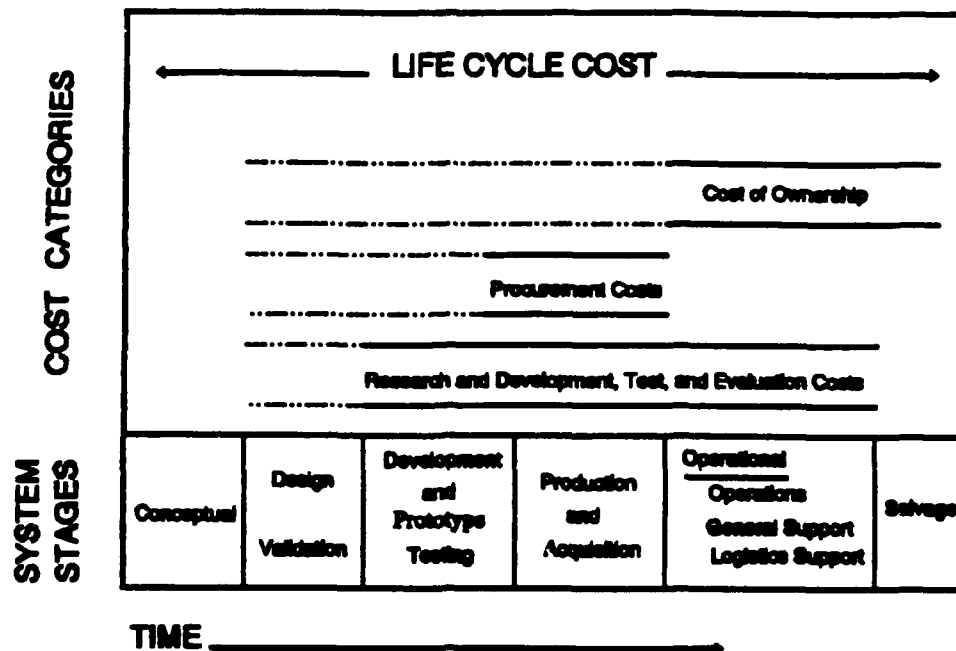 LIFE CYCLE COST
COST CATEGORIES
Cost of Ownership
Procurement Costs
Research and Development, Test, and Evaluation Costs
SYSTEM
STAGES
Conceptual
Design
Validation
Development
and
Prototype
Testing
Production
and
Acquisition
Operational
Operations
General Support
Logistics Support
Salvage
TIME